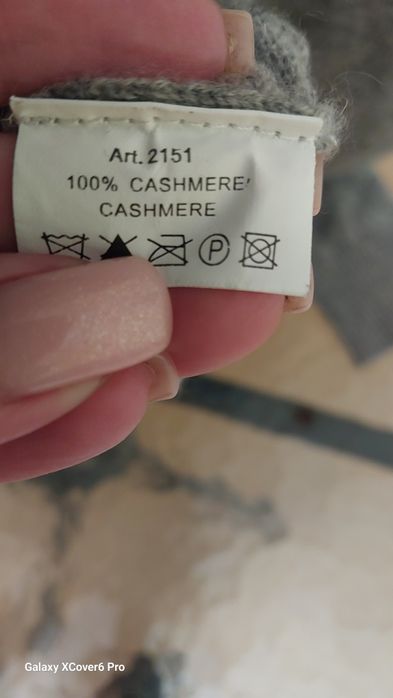 Art. 2151
100% CASHMERE
CASHMERE
P
Galaxy XCover6 Pro